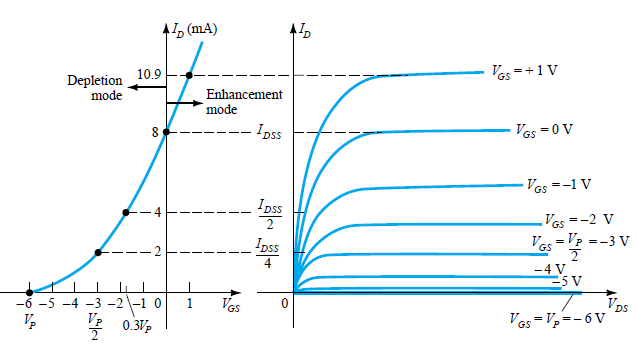 I_D (mA)
10.9
Depletion
mode
Enhancement
mode
8
4
2
-6 -5 -4 -3 -2 -1 0 1 V_GS
V_P
V_P
2
0.3V_P
I_DSS
I_DSS
2
I_DSS
4
I_D
V_GS = + 1 V
V_GS = 0 V
V_GS = -1 V
V_GS = -2 V
V_GS = V_P/2 = -3 V
-4 V
-5 V
0
V_DS
V_GS = V_P = -6 V